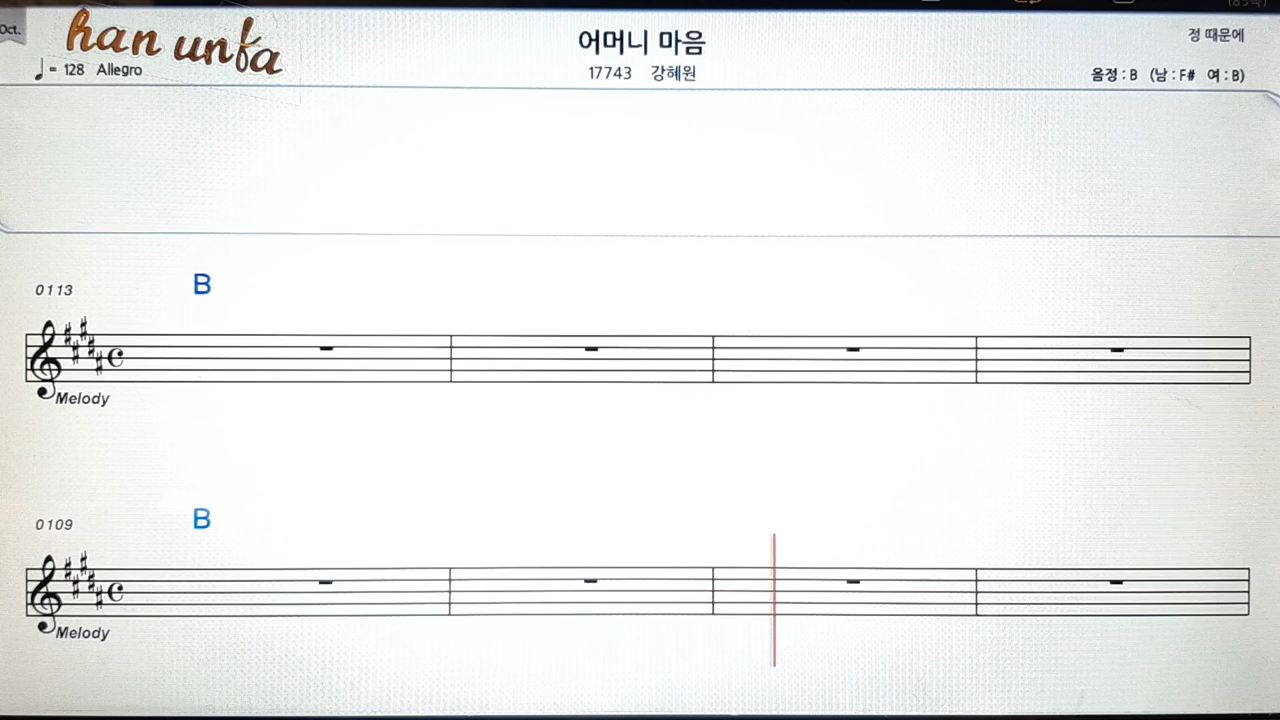 Oct.
han unfa
어머니 마음
정 때문에
♩= 128 Allegro
17743 강혜원
음정 : B (남 : F# 여 : B)
0113
B
Melody
0109
B
Melody